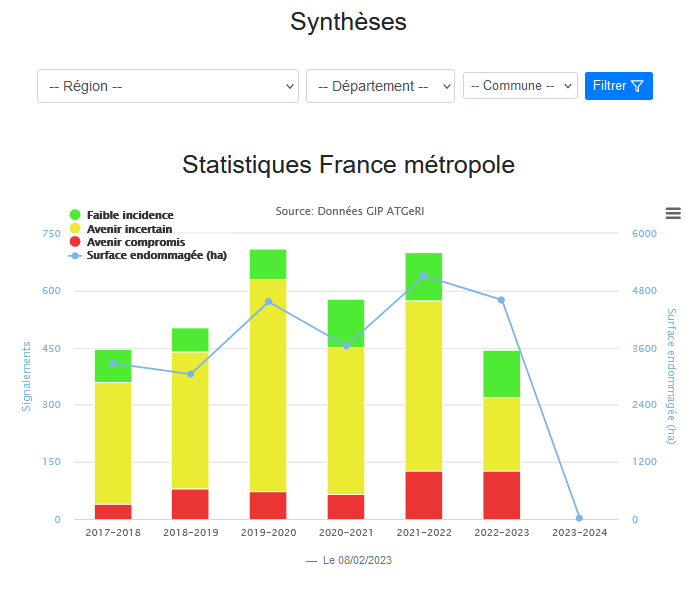 Synthèses
-- Région --
-- Département --
-- Commune --
Filtrer
Statistiques France métropole
Source: Données GIP ATGeRI
Faible incidence
Avenir incertain
Avenir compromis
Surface endommagée (ha)
750
600
450
300
150
0
Signalements
6000
4800
3600
2400
1200
0
Surface endommagée (ha)
2017-2018
2018-2019
2019-2020
2020-2021
2021-2022
2022-2023
2023-2024
— Le 08/02/2023